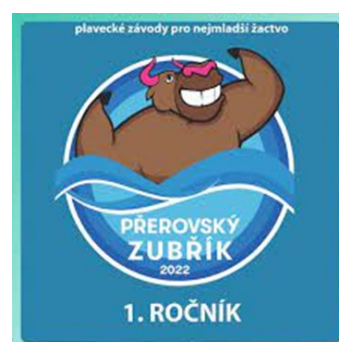 plavecké závody pro nejmladší žactvo
PŘEROVSKÝ
ZUBŘÍK
2022
1. ROČNÍK